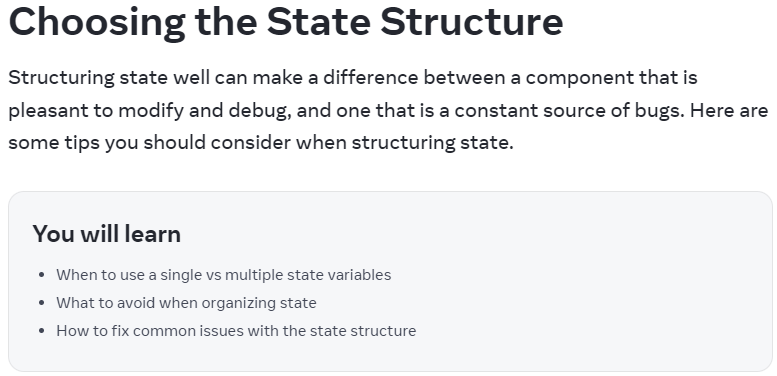 Choosing the State Structure
Structuring state well can make a difference between a component that is
pleasant to modify and debug, and one that is a constant source of bugs. Here are
some tips you should consider when structuring state.
You will learn
• When to use a single vs multiple state variables
• What to avoid when organizing state
• How to fix common issues with the state structure